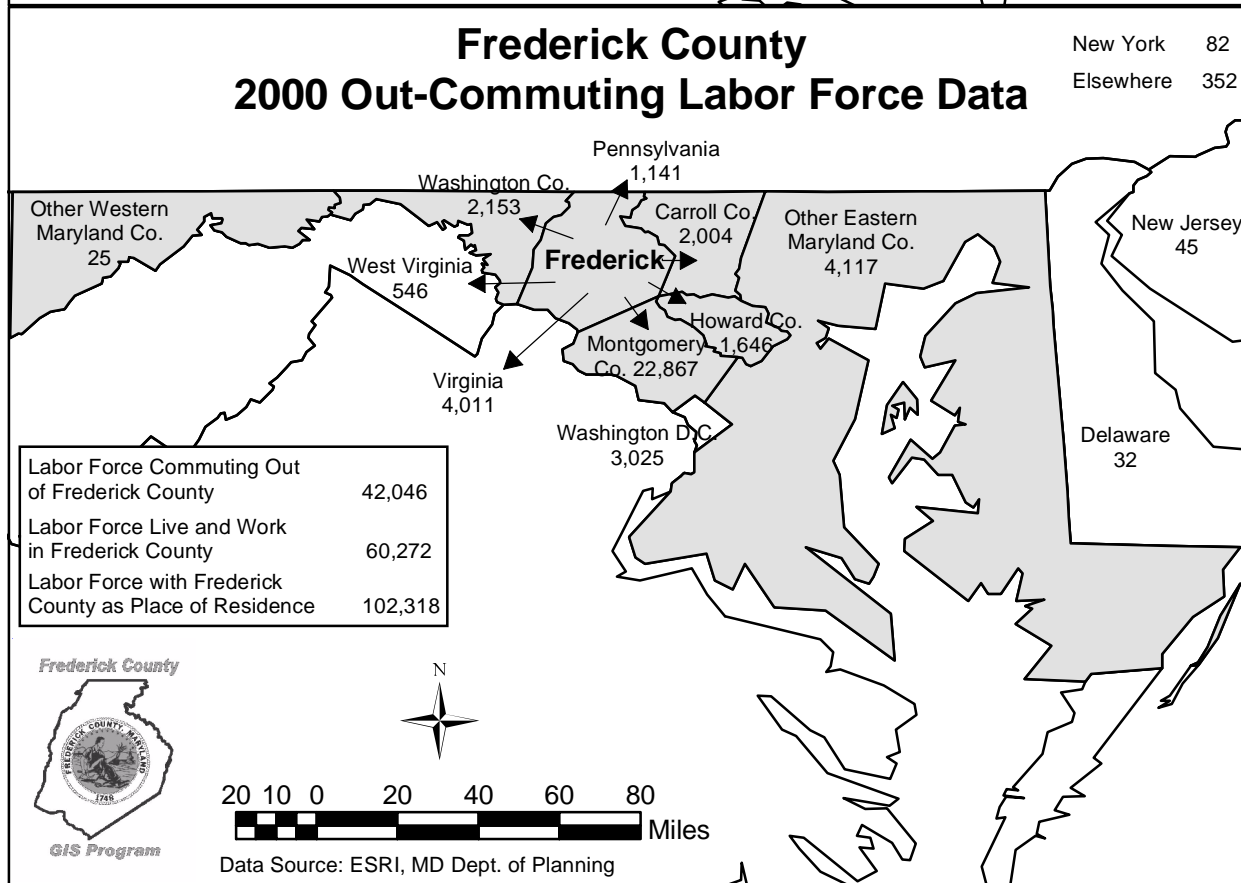 Frederick County
2000 Out-Commuting Labor Force Data
New York 82
Elsewhere 352
Pennsylvania
1,141
Washington Co.
2,153
Other Western
Maryland Co.
25
Carroll Co.
2,004
Other Eastern
Maryland Co.
4,117
New Jersey
45
Frederick
West Virginia
546
Howard Co.
1,646
Montgomery
Co. 22,867
Virginia
4,011
Washington D.C.
3,025
Delaware
32
Labor Force Commuting Out
of Frederick County 42,046
Labor Force Live and Work
in Frederick County 60,272
Labor Force with Frederick
County as Place of Residence 102,318
Frederick County
FREDERICK COUNTY, MARYLAND
1748
GIS Program
N
20 10 0 20 40 60 80
Miles
Data Source: ESRI, MD Dept. of Planning